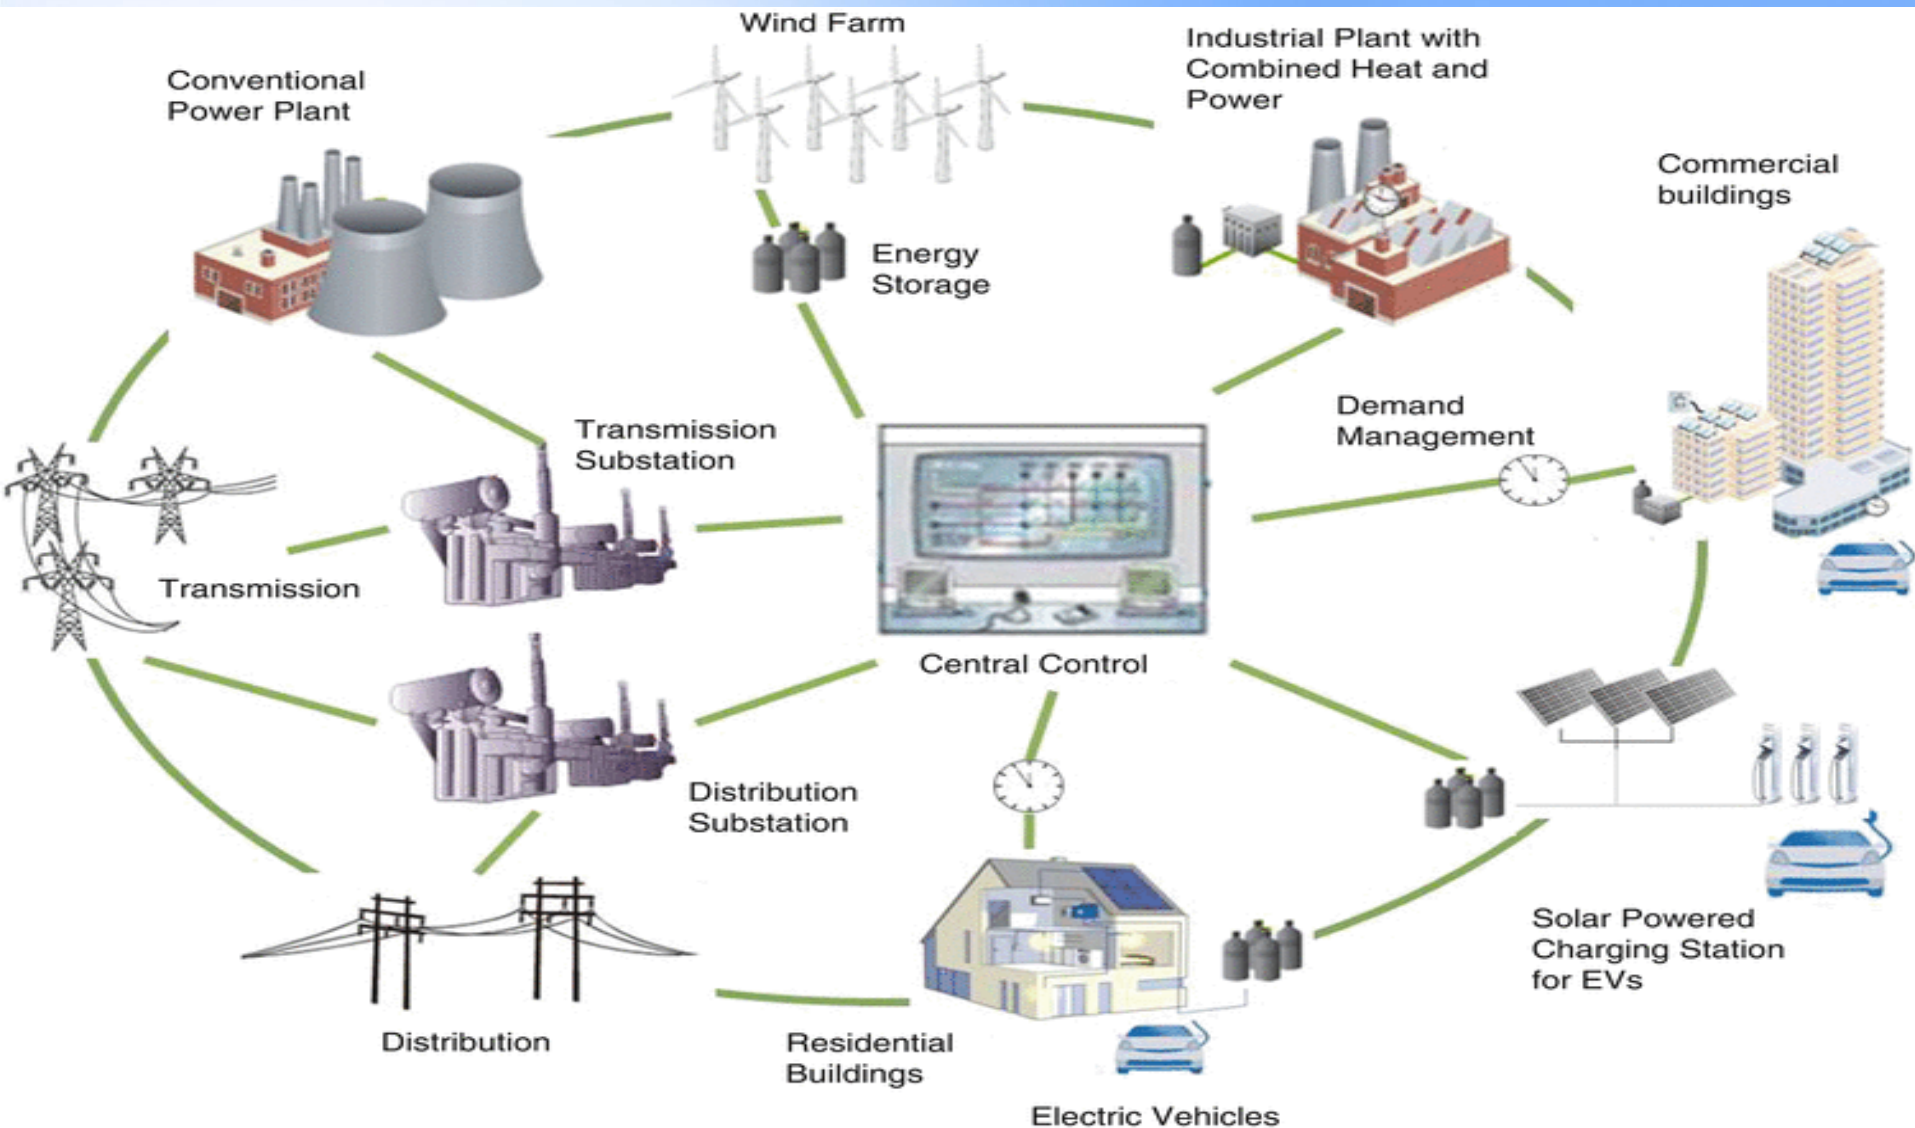 Wind Farm
Industrial Plant with
Combined Heat and
Power
Conventional
Power Plant
Commercial
buildings
Energy
Storage
Demand
Management
Transmission
Substation
Transmission
Central Control
Distribution
Substation
Solar Powered
Charging Station
for EVs
Distribution
Residential
Buildings
Electric Vehicles